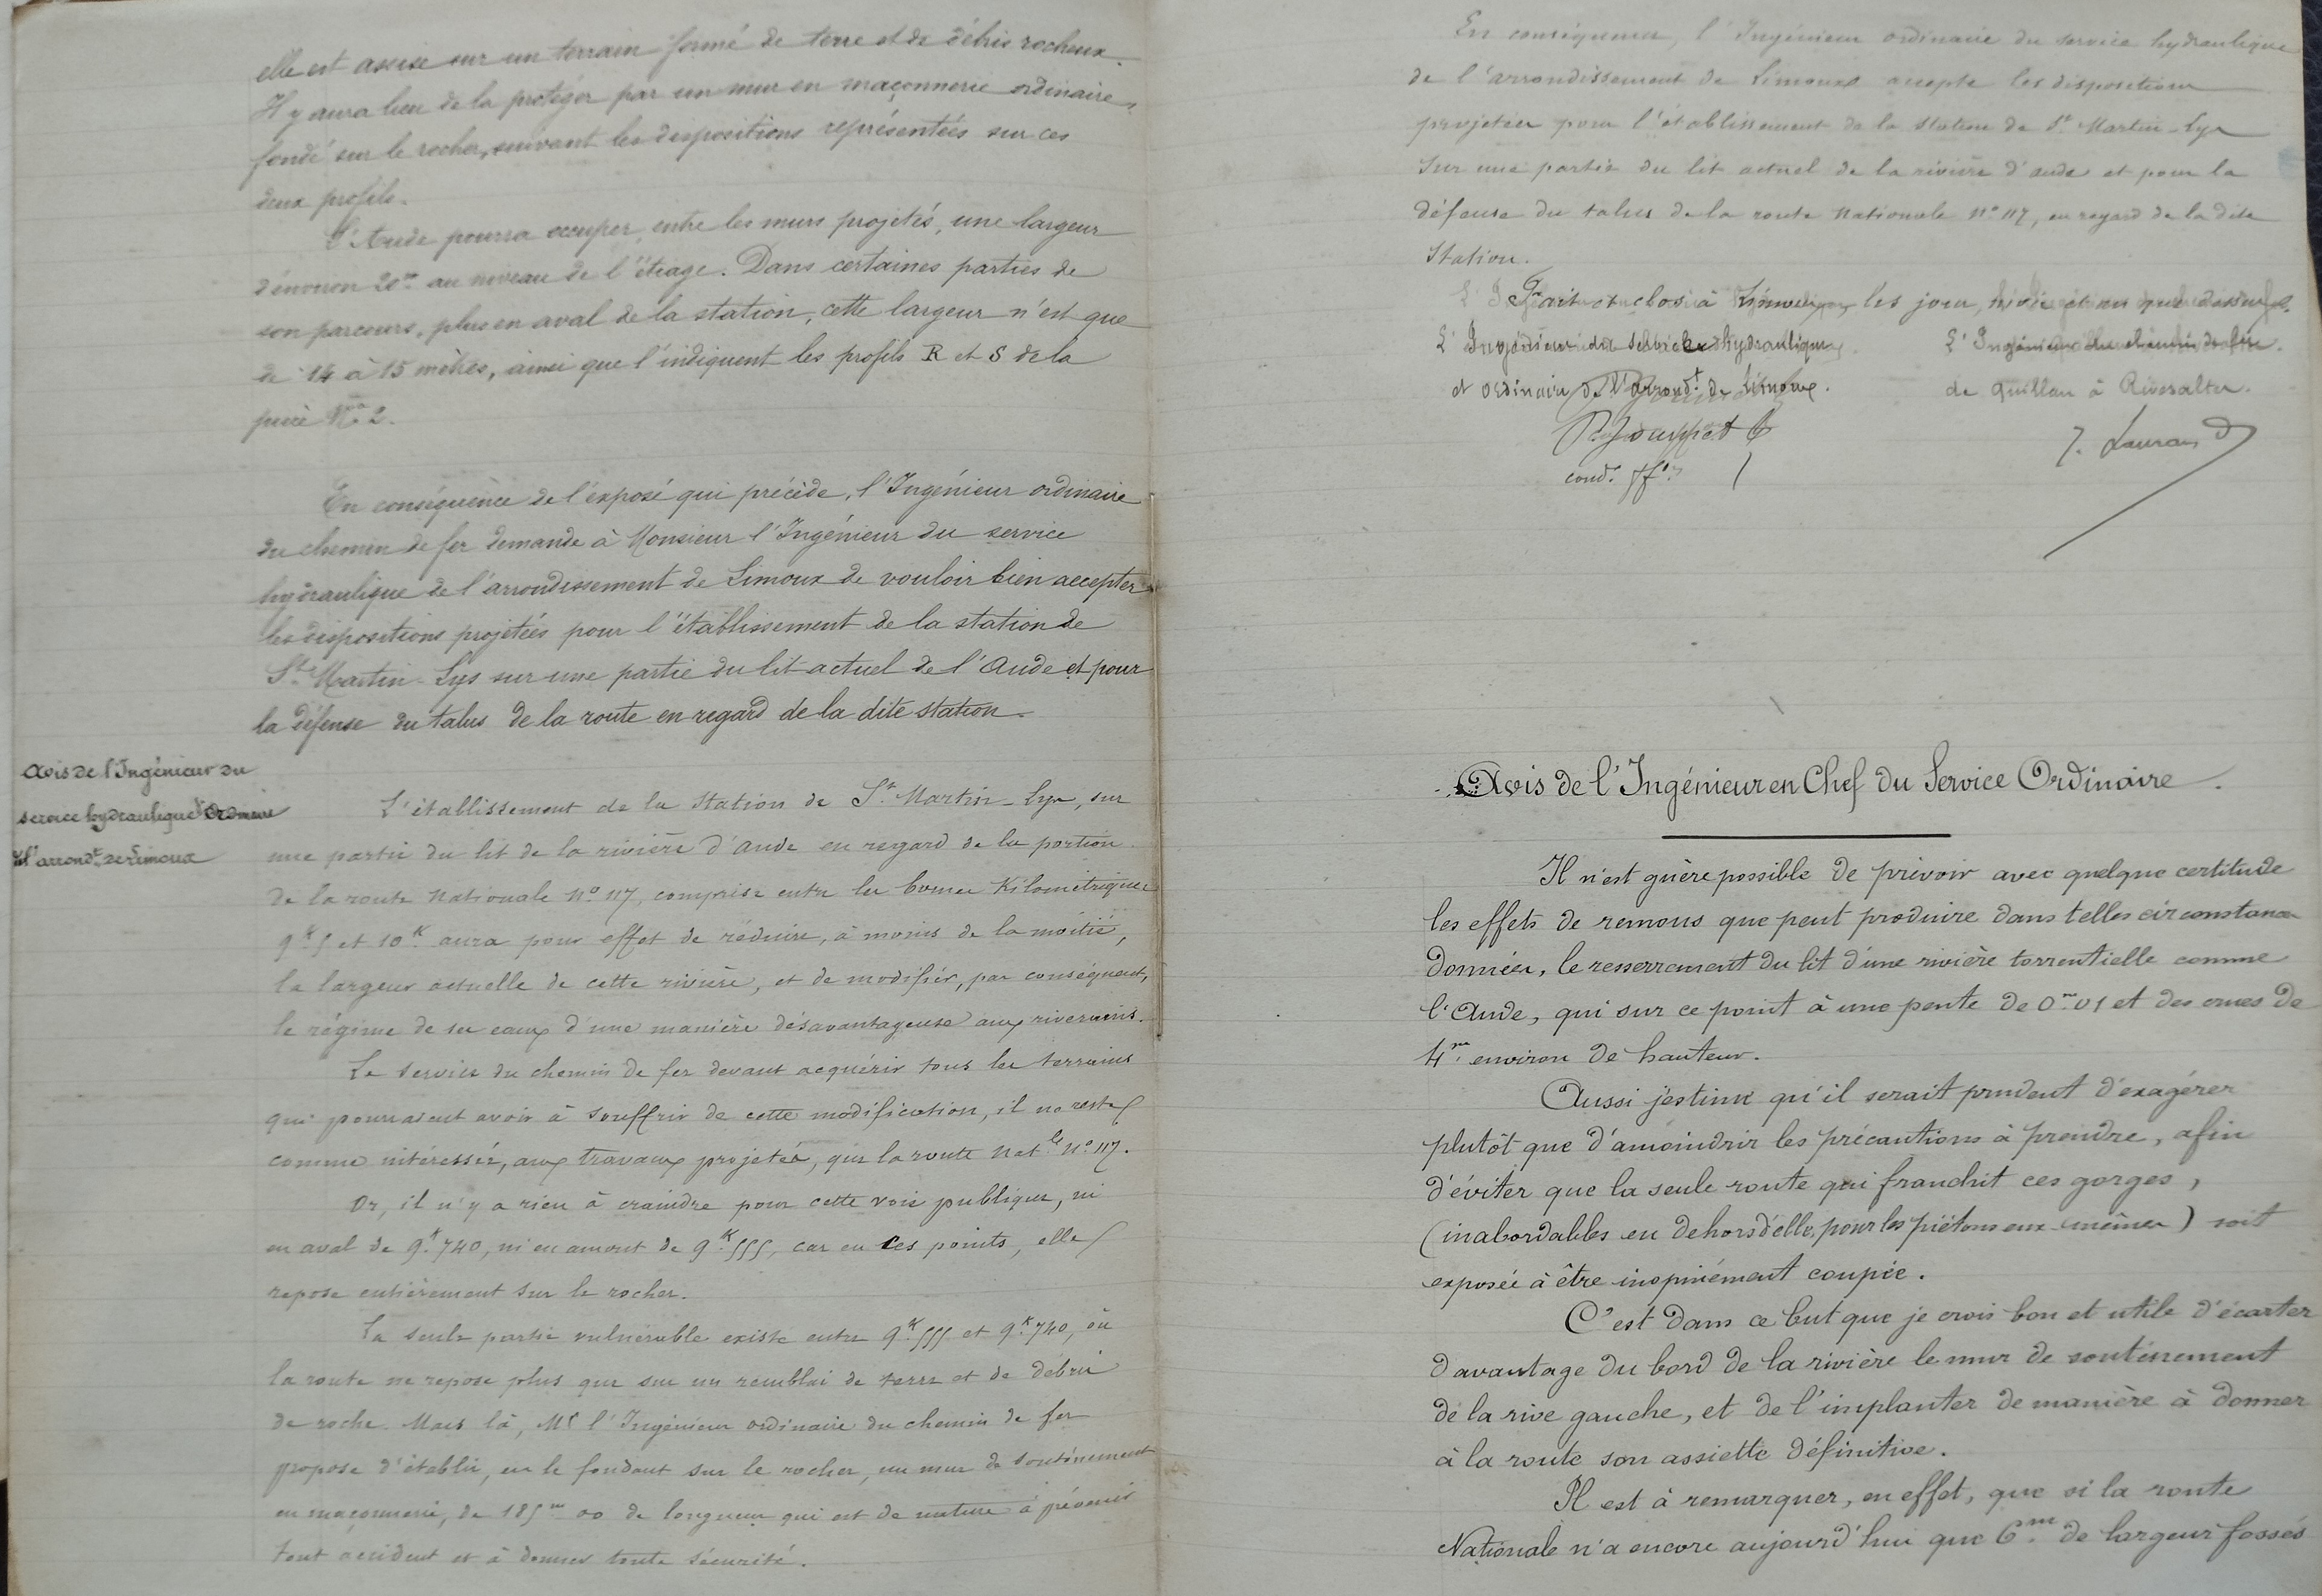 elle est assise sur un terrain formé de terre et de débris rocheux.
Il y aura lieu de la protéger par un mur en maçonnerie ordinaire,
fondé sur le rocher, suivant les dispositions représentées sur ces
deux profils.
L'Aude pourra occuper, entre les murs projetés, une largeur
d'environ 20m au niveau de l'étiage. Dans certaines parties de
son parcours, plus en aval de la station, cette largeur n'est que
de 14 à 15 mètres, ainsi que l'indiquent les profils R et S de la
pièce No 2.
En conséquence de l'exposé qui précède, l'Ingénieur ordinaire
du chemin de fer demande à Monsieur l'Ingénieur du service
hydraulique de l'arrondissement de Limoux de vouloir bien accepter
les dispositions projetées pour l'établissement de la station de
St Martin-Lys sur une partie du lit actuel de l'Aude et pour
la défense du talus de la route en regard de la dite station.
Avis de l'Ingénieur du
service hydraulique Ordinaire
de l'arrondt de Limoux
L'établissement de la Station de St Martin-Lys, sur
une partie du lit de la rivière d'Aude en regard de la portion
de la route Nationale No 117, comprise entre les bornes Kilométriques
9K5 et 10K aura pour effet de réduire, à moins de la moitié,
la largeur actuelle de cette rivière, et de modifier, par conséquent,
le régime de ses eaux d'une manière désavantageuse aux riverains.
Le Service du chemin de fer devant acquérir tous les terrains
qui pourraient avoir à souffrir de cette modification, il ne reste
comme intéressée, aux travaux projetés, que la route Natle No 117.
Or, il n'y a rien à craindre pour cette voie publique, ni
en aval de 9K740, ni en amont de 9K555, car en ces points, elle
repose entièrement sur le rocher.
La seule partie vulnérable existe entre 9K555 et 9K740, où
la route ne repose plus que sur un remblai de terre et de débris
de roche. Mais là, Mr l'Ingénieur ordinaire du chemin de fer
propose d'établir, en le fondant sur le rocher, un mur de soutènement
en maçonnerie, de 185m 00 de longueur qui est de nature à prévenir
tout accident et à donner toute sécurité.
En conséquence, l'Ingénieur ordinaire du service hydraulique
de l'arrondissement de Limoux accepte les dispositions
projetées pour l'établissement de la Station de St Martin-Lys
sur une partie du lit actuel de la rivière d'Aude et pour la
défense du talus de la route Nationale No 117, en regard de la dite
Station.
Fait et clos à les jour,
L'Ingénieur du service hydraulique
et ordinaire de l'arrondt de Limoux.
cond. ff.
L'Ingénieur du chemin de fer
de Quillan à Rivesaltes.
J. Laurand
Avis de l'Ingénieur en Chef du Service Ordinaire.
Il n'est guère possible de prévoir avec quelque certitude
les effets de remous que peut produire dans telles circonstances
données, le resserrement du lit d'une rivière torrentielle comme
l'Aude, qui sur ce point à une pente de 0m01 et des crues de
4m environ de hauteur.
Aussi j'estime qu'il serait prudent d'exagérer
plutôt que d'amoindrir les précautions à prendre, afin
d'éviter que la seule route qui franchit ces gorges,
(inabordables en dehors d'elle, pour les piétons eux-mêmes) soit
exposée à être inopinément coupée.
C'est dans ce but que je crois bon et utile d'écarter
davantage du bord de la rivière le mur de soutènement
de la rive gauche, et de l'implanter de manière à donner
à la route son assiette définitive.
Il est à remarquer, en effet, que si la route
Nationale n'a encore aujourd'hui que 6m de largeur fossés